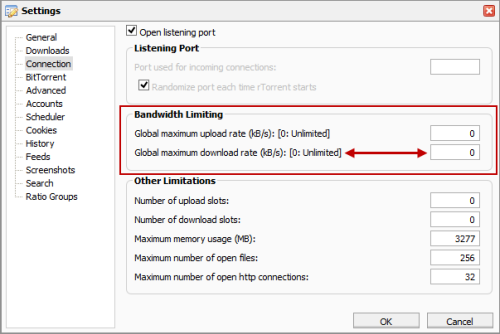 Settings
General
Downloads
Connection
BitTorrent
Advanced
Accounts
Scheduler
Cookies
History
Feeds
Screenshots
Search
Ratio Groups
Open listening port
Listening Port
Port used for incoming connections:
Randomize port each time rTorrent starts
Bandwidth Limiting
Global maximum upload rate (kB/s): [0: Unlimited] 0
Global maximum download rate (kB/s): [0: Unlimited] 0
Other Limitations
Number of upload slots: 0
Number of download slots: 0
Maximum memory usage (MB): 3277
Maximum number of open files: 256
Maximum number of open http connections: 32
OK Cancel